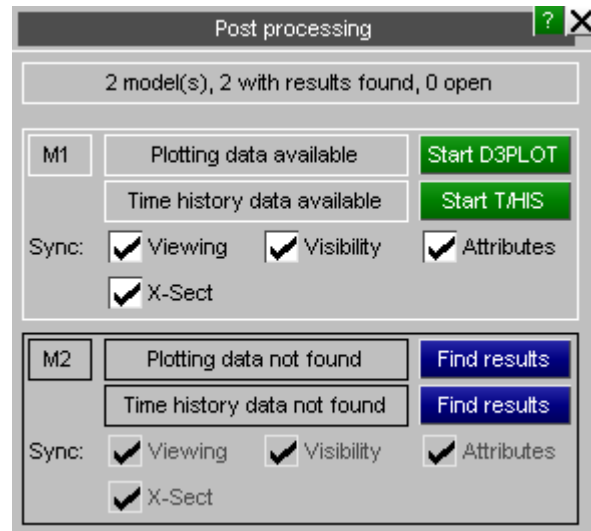 Post processing ?
2 model(s), 2 with results found, 0 open
M1 Plotting data available Start D3PLOT
Time history data available Start T/HIS
Sync: Viewing Visibility Attributes
X-Sect
M2 Plotting data not found Find results
Time history data not found Find results
Sync: Viewing Visibility Attributes
X-Sect